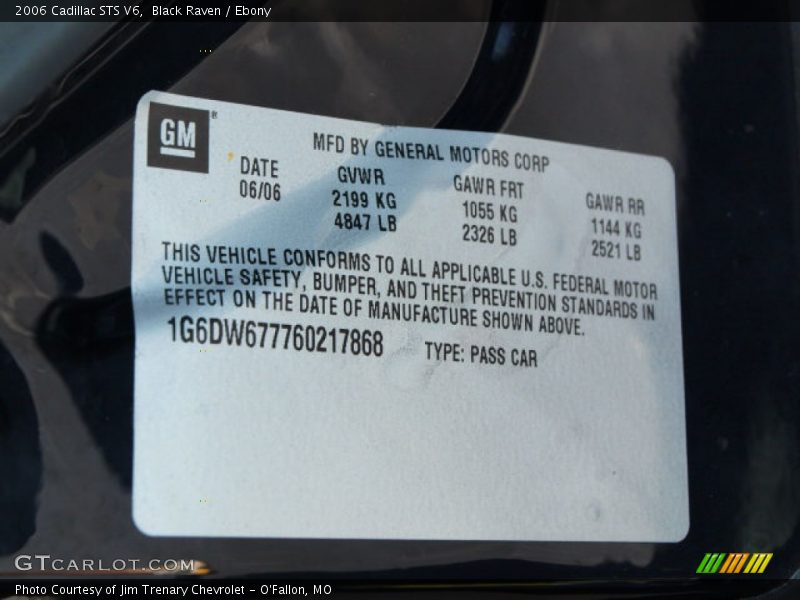 2006 Cadillac STS V6, Black Raven / Ebony
GM®
MFD BY GENERAL MOTORS CORP
DATE GVWR GAWR FRT GAWR RR
06/06 2199 KG 1055 KG 1144 KG
4847 LB 2326 LB 2521 LB
THIS VEHICLE CONFORMS TO ALL APPLICABLE U.S. FEDERAL MOTOR
VEHICLE SAFETY, BUMPER, AND THEFT PREVENTION STANDARDS IN
EFFECT ON THE DATE OF MANUFACTURE SHOWN ABOVE.
1G6DW677760217868 TYPE: PASS CAR
GTCARLOT.COM
Photo Courtesy of Jim Trenary Chevrolet - O'Fallon, MO